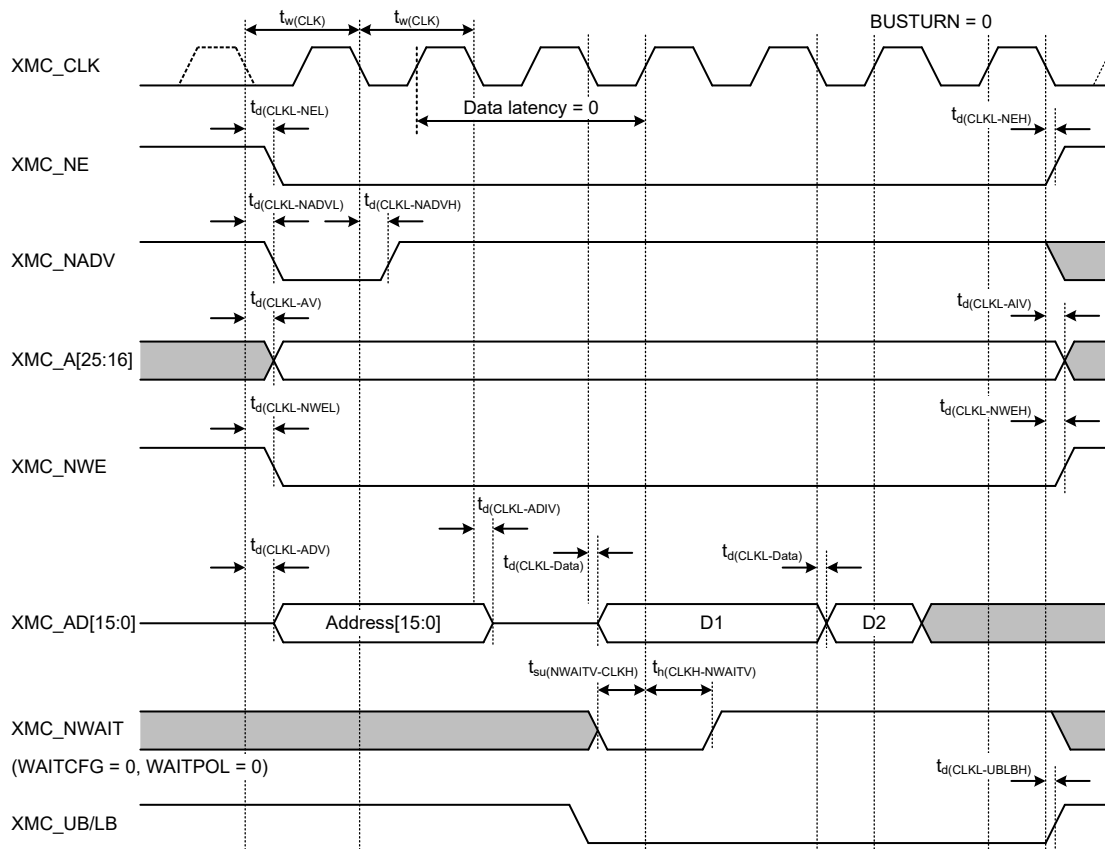 tw(CLK) tw(CLK) BUSTURN = 0
XMC_CLK
Data latency = 0
td(CLKL-NEL) td(CLKL-NEH)
XMC_NE
td(CLKL-NADVL) td(CLKL-NADVH)
XMC_NADV
td(CLKL-AV) td(CLKL-AIV)
XMC_A[25:16]
td(CLKL-NWEL) td(CLKL-NWEH)
XMC_NWE
td(CLKL-ADIV)
td(CLKL-ADV) td(CLKL-Data) td(CLKL-Data)
XMC_AD[15:0] Address[15:0] D1 D2
tsu(NWAITV-CLKH) th(CLKH-NWAITV)
XMC_NWAIT
(WAITCFG = 0, WAITPOL = 0) td(CLKL-UBLBH)
XMC_UB/LB